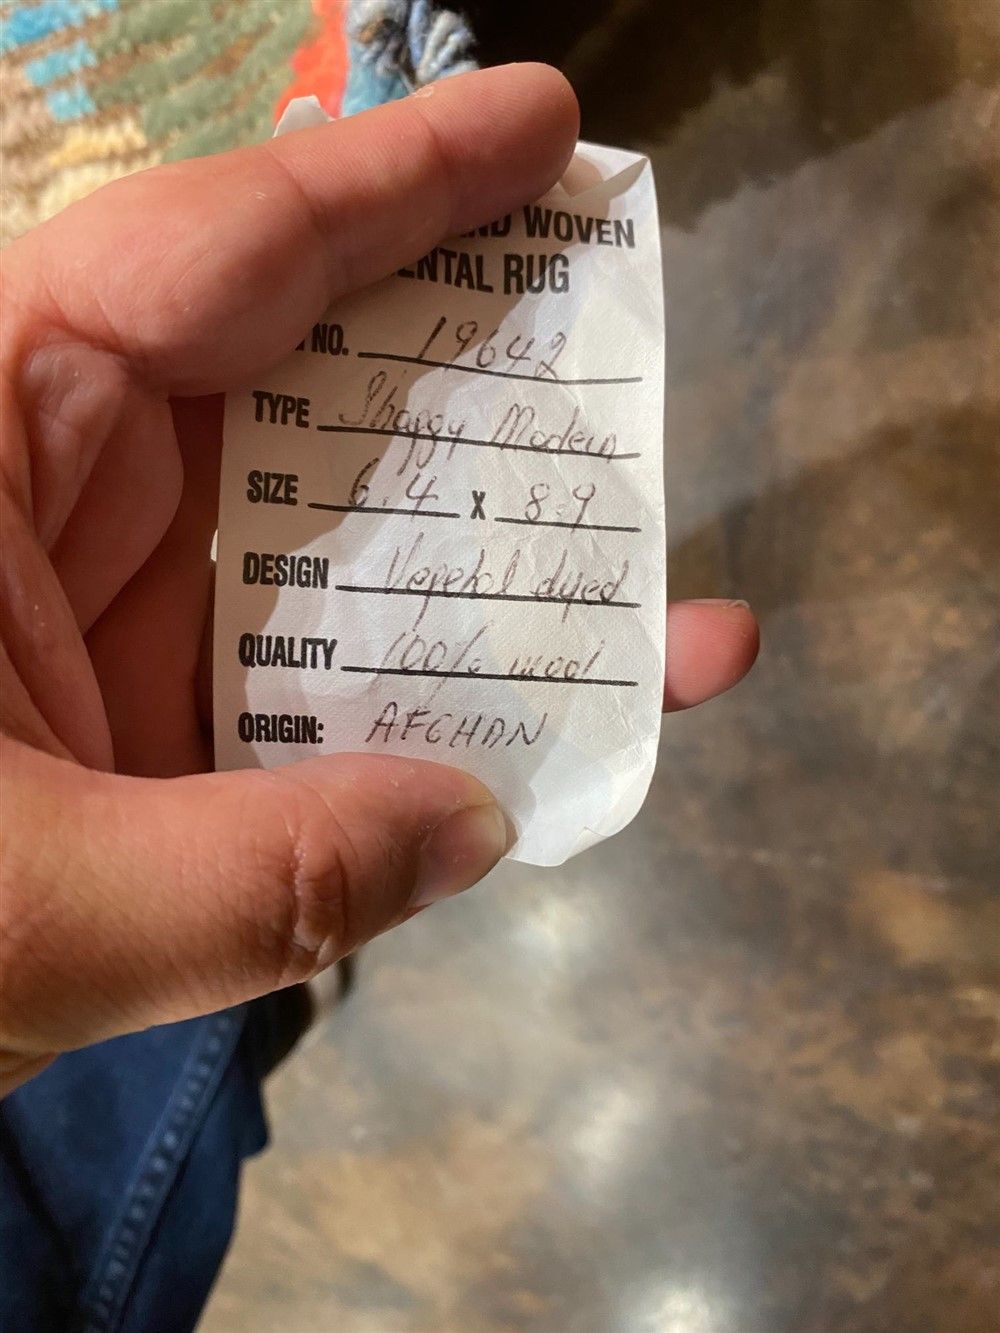 WOVEN
RUG
NO. 19642
TYPE Shaggy Modern
SIZE 6.4 x 8.9
DESIGN Vegetal dyed
QUALITY 100% wool
ORIGIN: AFGHAN